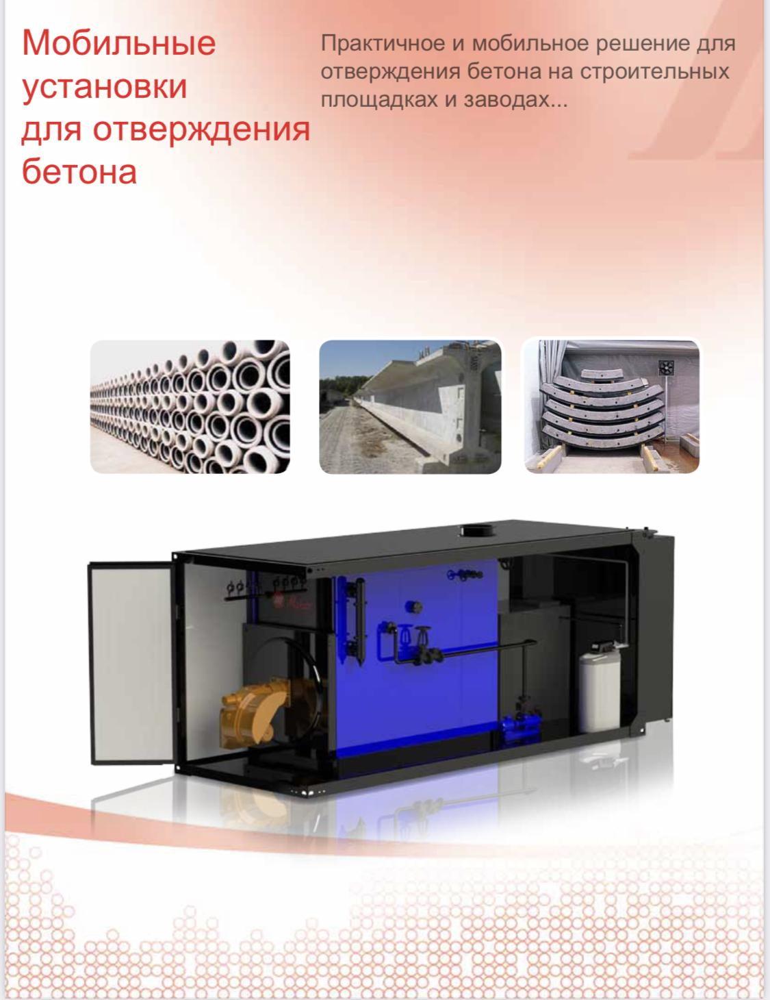 Мобильные
установки
для отверждения
бетона
Практичное и мобильное решение для
отверждения бетона на строительных
площадках и заводах...